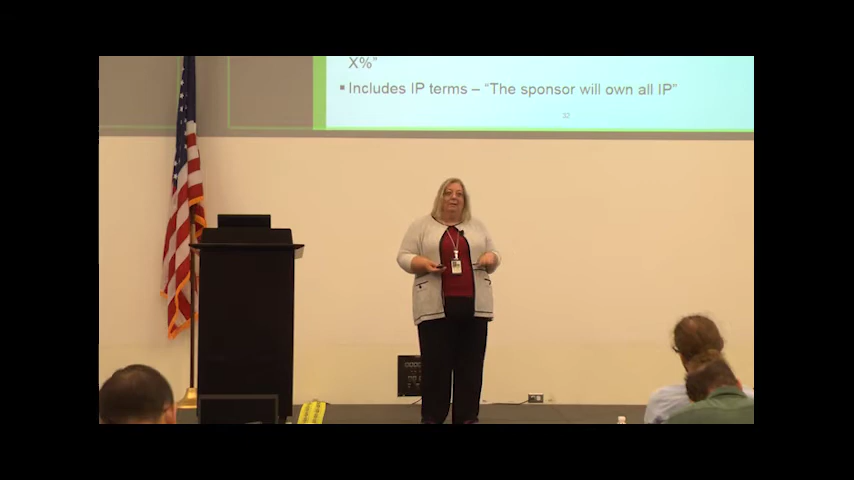 X%"
▪ Includes IP terms – "The sponsor will own all IP"
32